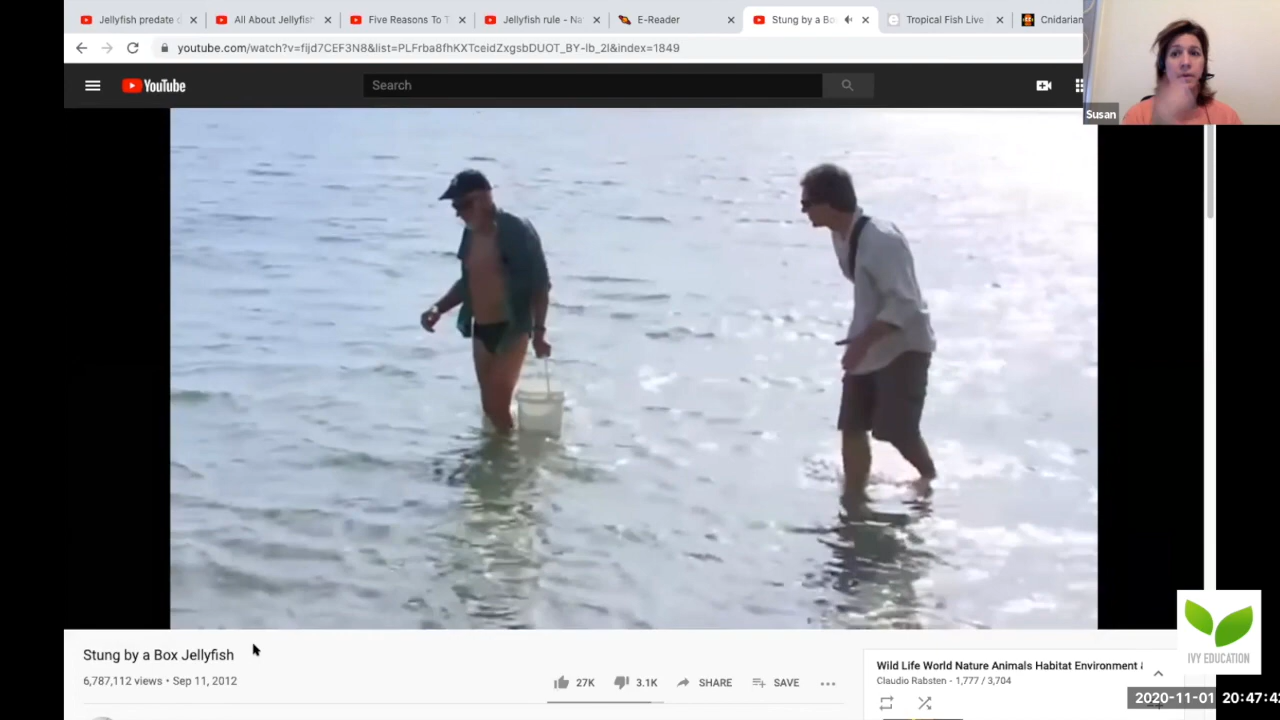 Jellyfish predate
All About Jellyfish
Five Reasons To T
Jellyfish rule - Na
E-Reader
Stung by a Bo
Tropical Fish Live
Cnidarian
youtube.com/watch?v=fijd7CEF3N8&list=PLFrba8fhKXTceidZxgsbDUOT_BY-lb_2l&index=1849
YouTube
Search
Susan
Stung by a Box Jellyfish
6,787,112 views • Sep 11, 2012
27K
3.1K
SHARE
SAVE
Wild Life World Nature Animals Habitat Environment &
Claudio Rabsten - 1,777 / 3,704
IVY EDUCATION
2020-11-01 20:47:4